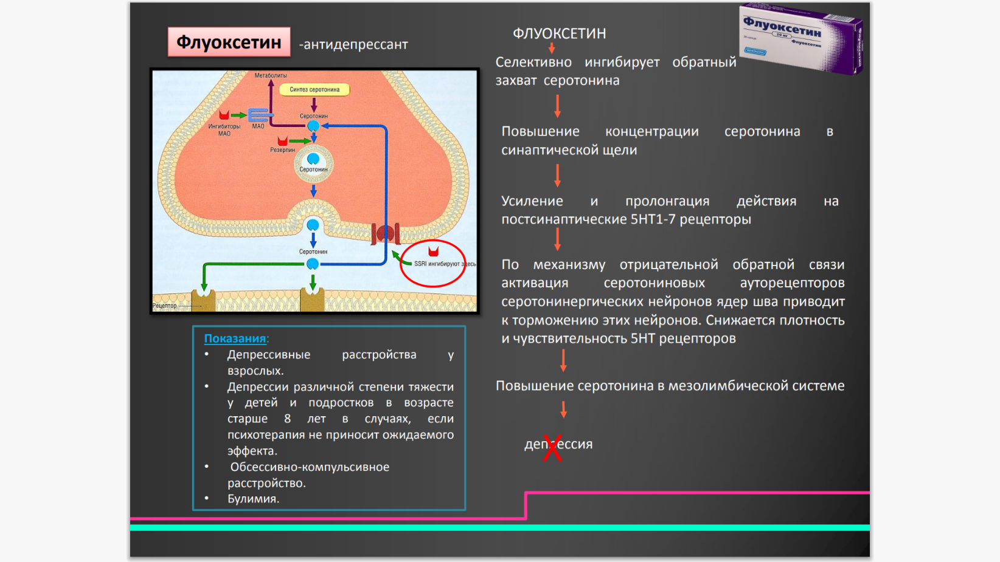 Флуоксетин
-антидепрессант
Метаболиты
Синтез серотонина
Серотонин
Ингибиторы
МАО
МАО
Резерпин
Серотонин
Серотонин
SSRI ингибируют здесь
Рецептор
Показания:
• Депрессивные расстройства у
взрослых.
• Депрессии различной степени тяжести
у детей и подростков в возрасте
старше 8 лет в случаях, если
психотерапия не приносит ожидаемого
эффекта.
• Обсессивно-компульсивное
расстройство.
• Булимия.
ФЛУОКСЕТИН
Селективно ингибирует обратный
захват серотонина
Повышение концентрации серотонина в
синаптической щели
Усиление и пролонгация действия на
постсинаптические 5НТ1-7 рецепторы
По механизму отрицательной обратной связи
активация серотониновых ауторецепторов
серотонинергических нейронов ядер шва приводит
к торможению этих нейронов. Снижается плотность
и чувствительность 5НТ рецепторов
Повышение серотонина в мезолимбической системе
депрессия
X
Флуоксетин
20 мг
Флуоксетин